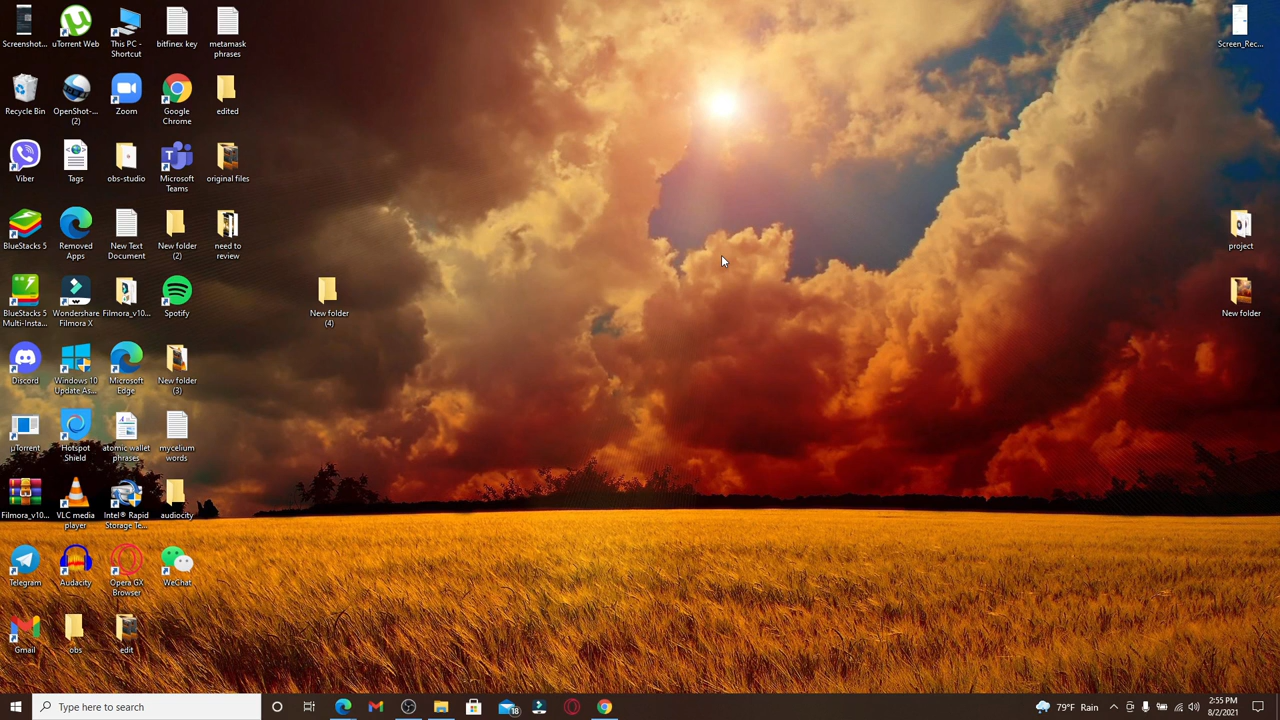 Screenshot...
uTorrent Web
This PC -
Shortcut
bitfinex key
metamask
phrases
Screen_Rec...
Recycle Bin
OpenShot-...
(2)
Zoom
Google
Chrome
edited
Viber
Tags
obs-studio
Microsoft
Teams
original files
BlueStacks 5
Removed
Apps
New Text
Document
New folder
(2)
need to
review
project
BlueStacks 5
Multi-Insta...
Wondershare
Filmora X
Filmora_v10...
Spotify
New folder
(4)
New folder
Discord
Windows 10
Update As...
Microsoft
Edge
New folder
(3)
µTorrent
Hotspot
Shield
atomic wallet
phrases
mycelium
words
Filmora_v10...
VLC media
player
Intel® Rapid
Storage Te...
audiocity
Telegram
Audacity
Opera GX
Browser
WeChat
Gmail
obs
edit
Type here to search
18
79°F Rain
2:55 PM
8/2/2021